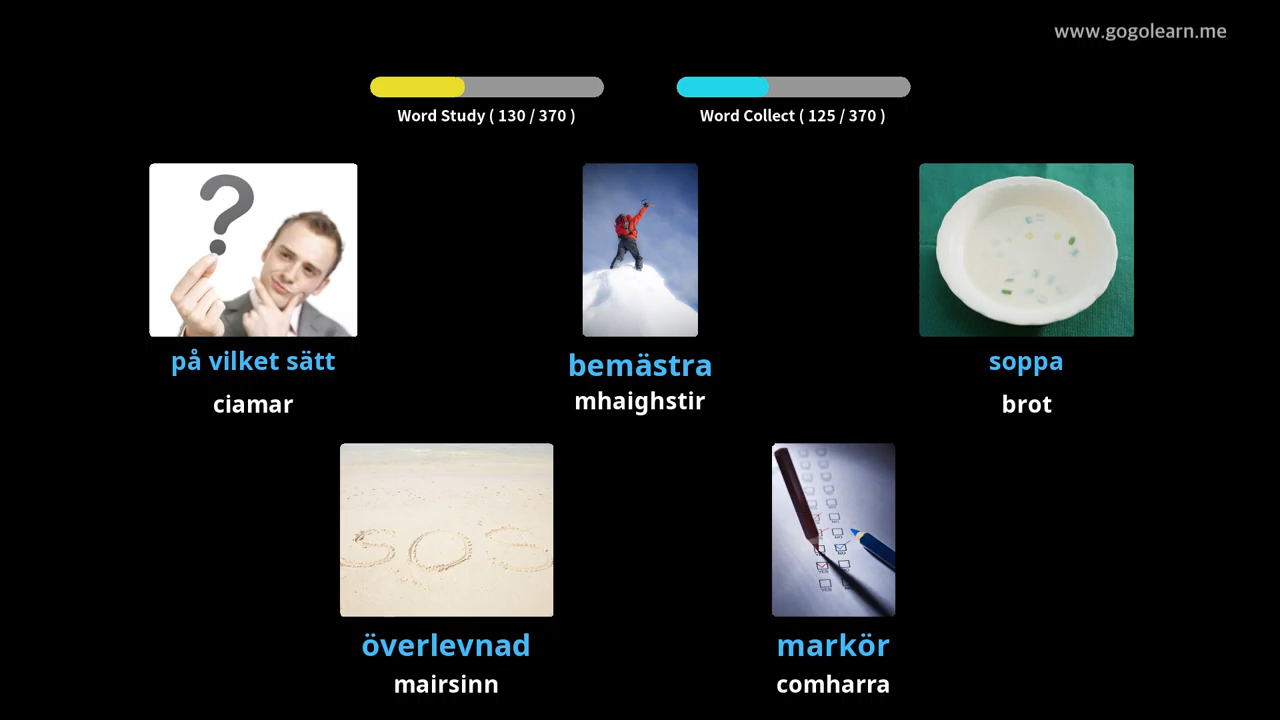 www.gogolearn.me
Word Study ( 130 / 370 )
Word Collect ( 125 / 370 )
?
på vilket sätt
ciamar
bemästra
mhaighstir
soppa
brot
SOS
överlevnad
mairsinn
markör
comharra